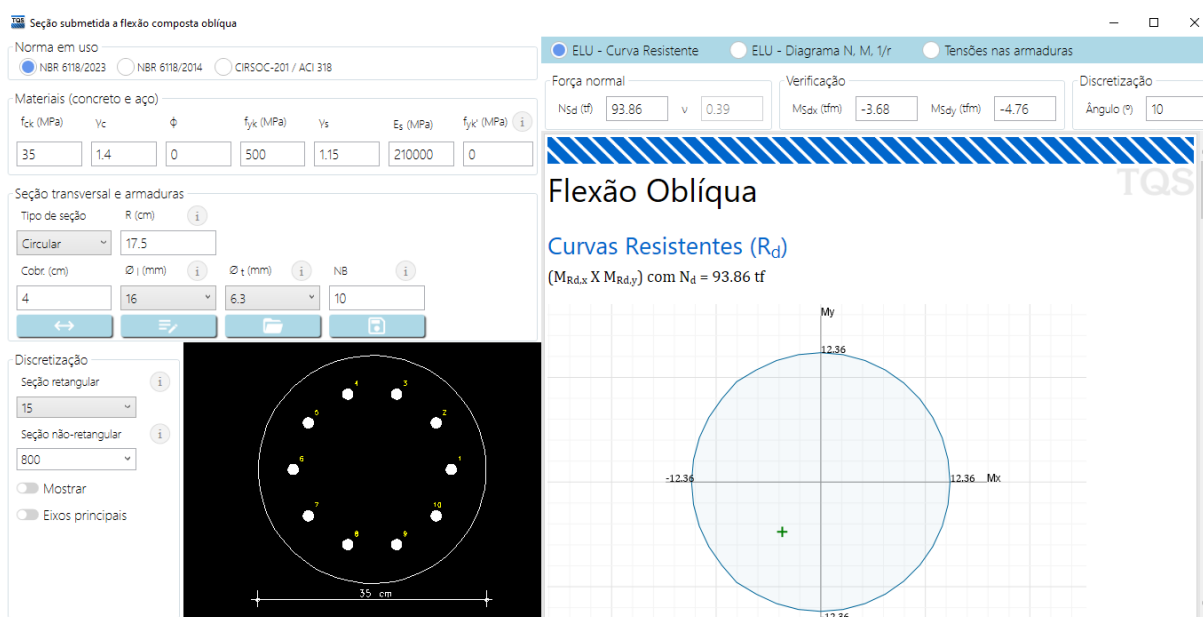 TQS Seção submetida a flexão composta oblíqua
Norma em uso
NBR 6118/2023 NBR 6118/2014 CIRSOC-201 / ACI 318
Materiais (concreto e aço)
fck (MPa) γc ϕ fyk (MPa) γs Es (MPa) fyk' (MPa) i
35 1.4 0 500 1.15 210000 0
Seção transversal e armaduras
Tipo de seção R (cm) i
Circular 17.5
Cobr. (cm) Ø l (mm) i Ø t (mm) i NB i
4 16 6.3 10
Discretização
Seção retangular i
15
Seção não-retangular i
800
Mostrar
Eixos principais
4 3
5 2
6 1
7 10
8 9
35 cm
ELU - Curva Resistente ELU - Diagrama N, M, 1/r Tensões nas armaduras
Força normal Verificação Discretização
NSd (tf) 93.86 ν 0.39 MSdx (tfm) -3.68 MSdy (tfm) -4.76 Ângulo (º) 10
TQS
Flexão Oblíqua
Curvas Resistentes (Rd)
(MRd,x X MRd,y) com Nd = 93.86 tf
My
12.36
-12.36 12.36 Mx
-12.36